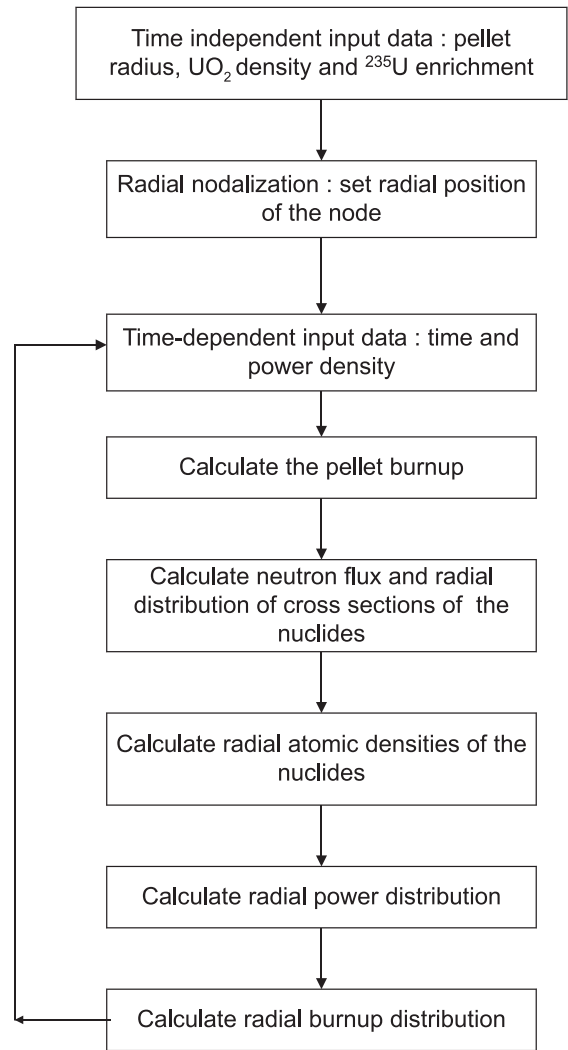 Time independent input data : pellet
radius, UO₂ density and ²³⁵U enrichment
Radial nodalization : set radial position
of the node
Time-dependent input data : time and
power density
Calculate the pellet burnup
Calculate neutron flux and radial
distribution of cross sections of the
nuclides
Calculate radial atomic densities of the
nuclides
Calculate radial power distribution
Calculate radial burnup distribution